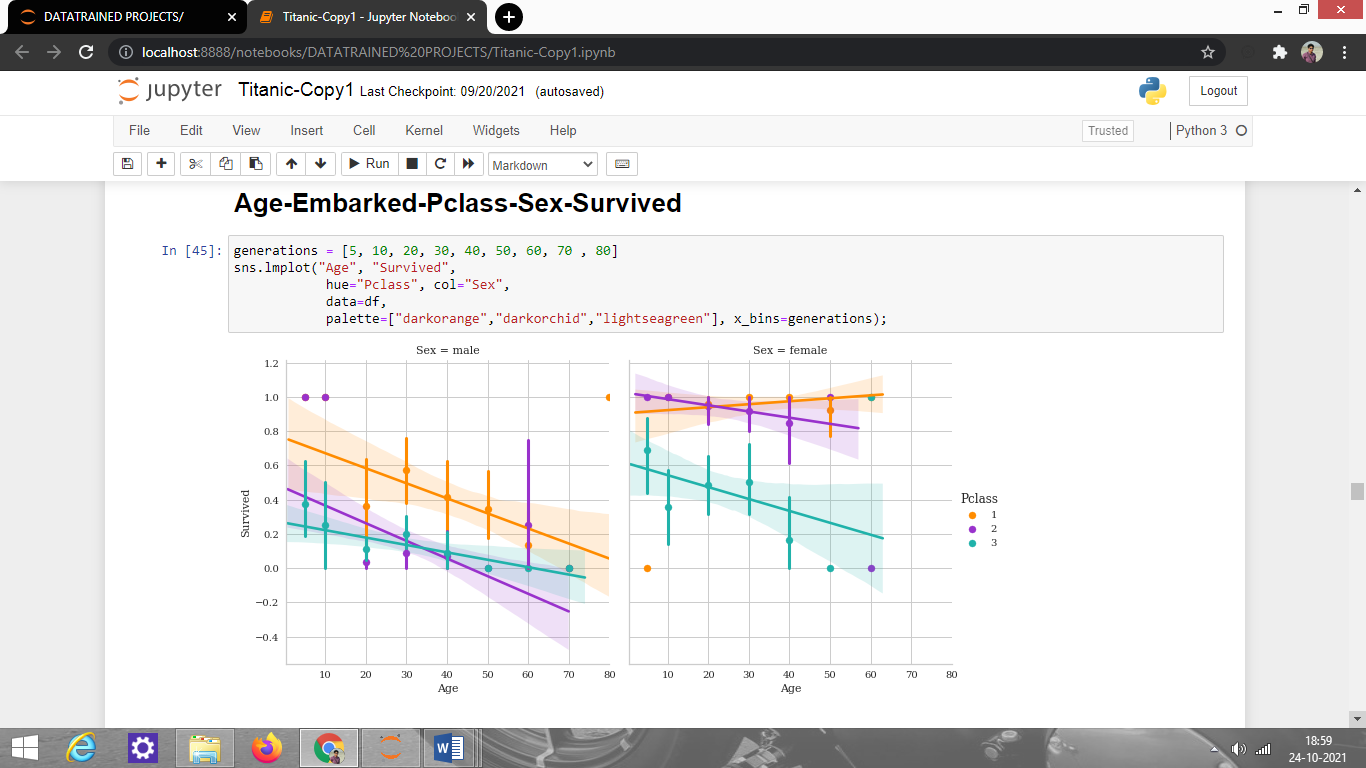 DATATRAINED PROJECTS/
Titanic-Copy1 - Jupyter Noteboo
localhost:8888/notebooks/DATATRAINED%20PROJECTS/Titanic-Copy1.ipynb
jupyter Titanic-Copy1 Last Checkpoint: 09/20/2021 (autosaved)
Logout
File Edit View Insert Cell Kernel Widgets Help
Trusted
Python 3
Run
Markdown
Age-Embarked-Pclass-Sex-Survived
In [45]:
generations = [5, 10, 20, 30, 40, 50, 60, 70 , 80]
sns.lmplot("Age", "Survived",
hue="Pclass", col="Sex",
data=df,
palette=["darkorange","darkorchid","lightseagreen"], x_bins=generations);
Sex = male
Sex = female
1.2
1.0
0.8
0.6
0.4
0.2
0.0
−0.2
−0.4
Survived
10 20 30 40 50 60 70 80
Age
10 20 30 40 50 60 70 80
Age
Pclass
1
2
3
18:59
24-10-2021